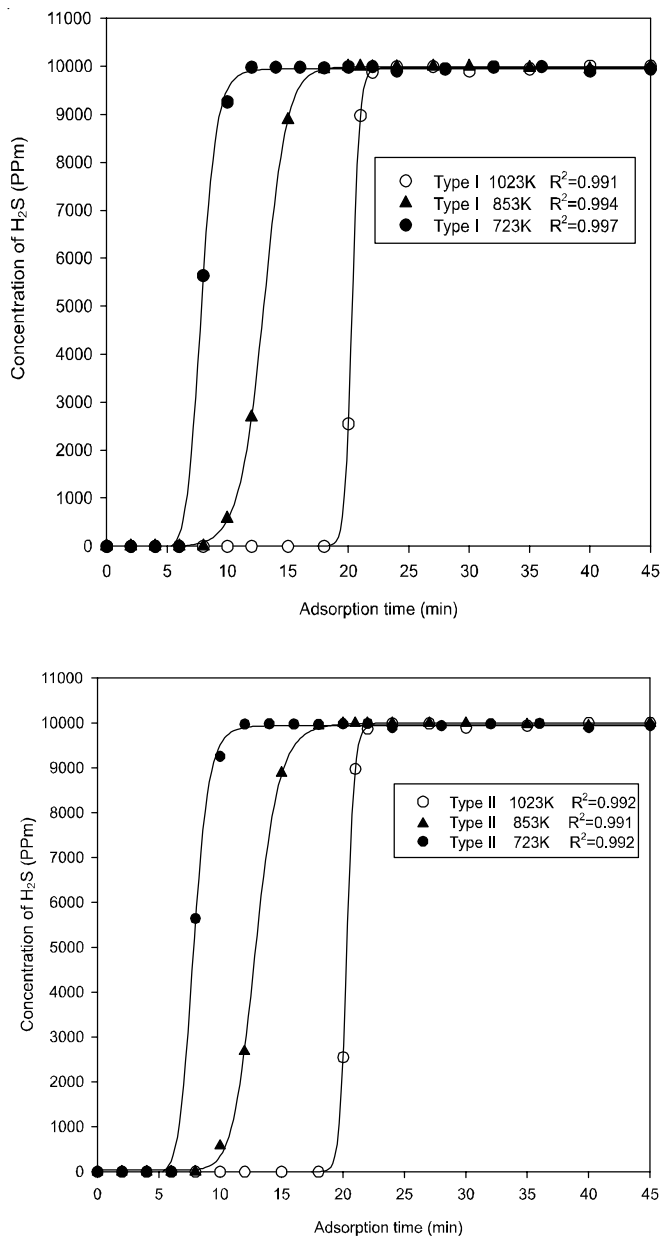 11000
10000
9000
8000
7000
6000
5000
4000
3000
2000
1000
0
Concentration of H2S (PPm)
Type I 1023K R2=0.991
Type I 853K R2=0.994
Type I 723K R2=0.997
0 5 10 15 20 25 30 35 40 45
Adsorption time (min)
11000
10000
9000
8000
7000
6000
5000
4000
3000
2000
1000
0
Concentration of H2S (PPm)
Type II 1023K R2=0.992
Type II 853K R2=0.991
Type II 723K R2=0.992
0 5 10 15 20 25 30 35 40 45
Adsorption time (min)